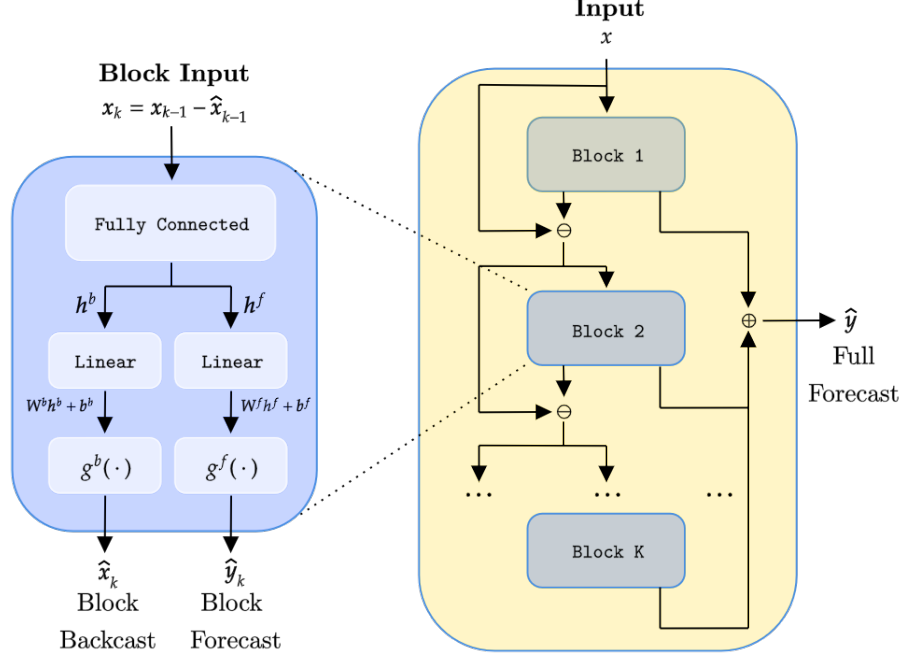 Block Input
x_k = x_{k-1} − x̂_{k-1}
Fully Connected
h^b
h^f
Linear
Linear
W^b h^b + b^b
W^f h^f + b^f
g^b(·)
g^f(·)
x̂_k
ŷ_k
Block
Backcast
Block
Forecast
Input
x
Block 1
⊖
Block 2
⊕
ŷ
Full
Forecast
⊖
...
...
...
Block K